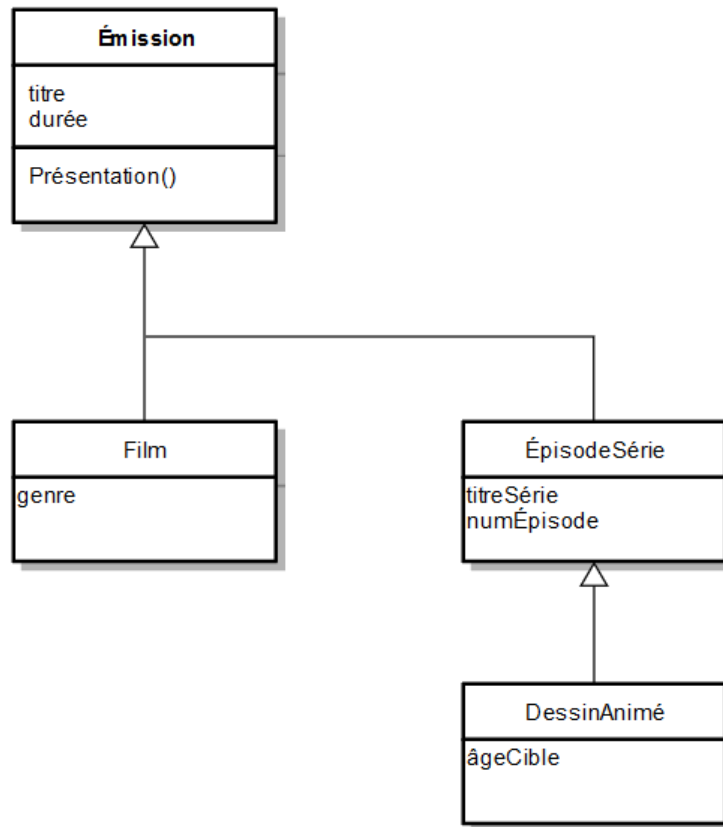 Émission
titre
durée
Présentation()
Film
genre
ÉpisodeSérie
titreSérie
numÉpisode
DessinAnimé
âgeCible